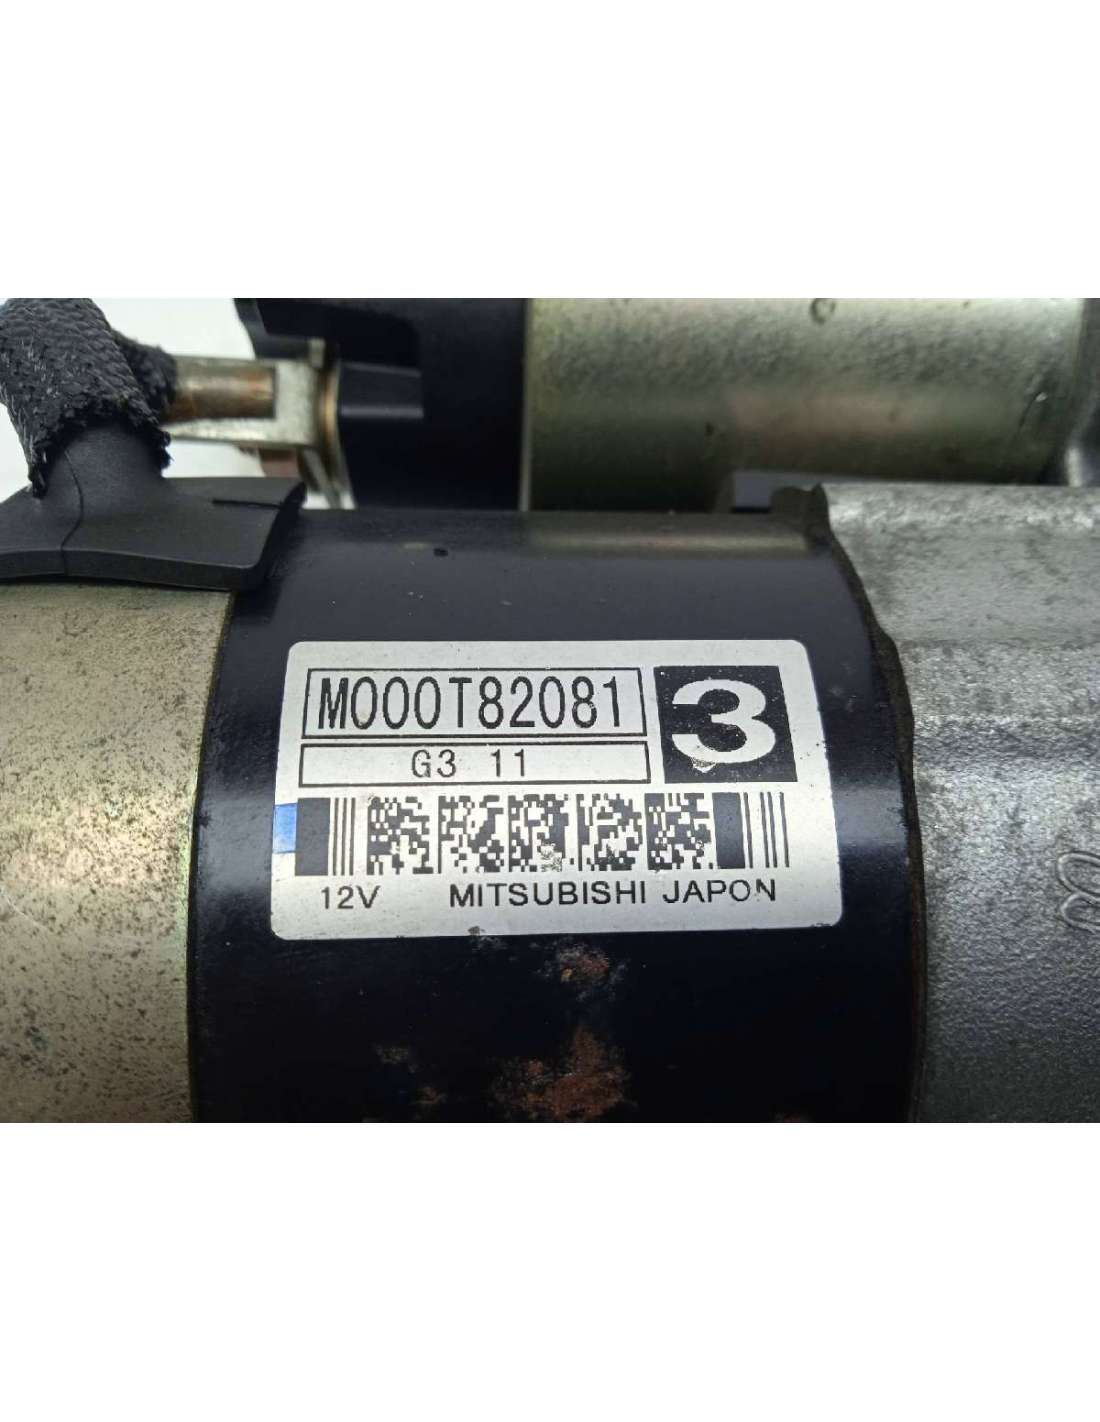 M000T82081
3
G3 11
12V MITSUBISHI JAPON